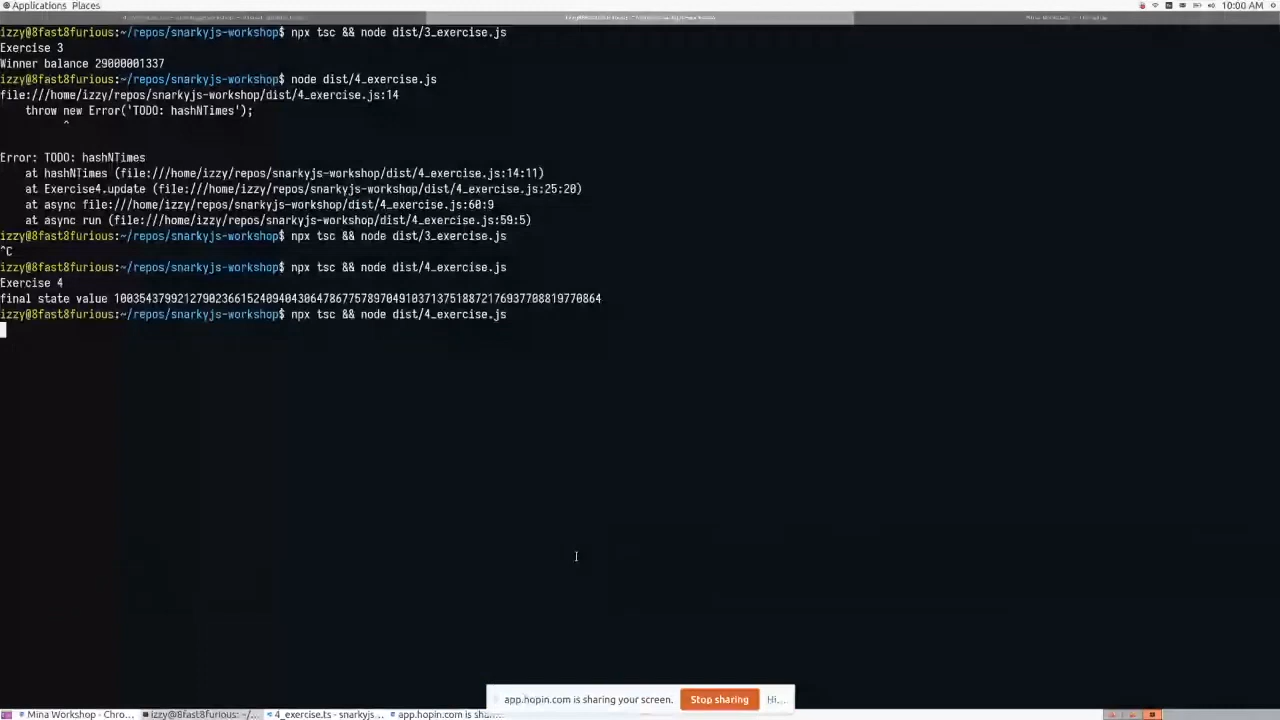 Applications Places
10:00 AM
izzy@8fast8furious:~/repos/snarkyjs-workshop$ npx tsc && node dist/3_exercise.js
Exercise 3
Winner balance 29000001337
izzy@8fast8furious:~/repos/snarkyjs-workshop$ node dist/4_exercise.js
file:///home/izzy/repos/snarkyjs-workshop/dist/4_exercise.js:14
throw new Error('TODO: hashNTimes');
^
Error: TODO: hashNTimes
at hashNTimes (file:///home/izzy/repos/snarkyjs-workshop/dist/4_exercise.js:14:11)
at Exercise4.update (file:///home/izzy/repos/snarkyjs-workshop/dist/4_exercise.js:25:20)
at async file:///home/izzy/repos/snarkyjs-workshop/dist/4_exercise.js:60:9
at async run (file:///home/izzy/repos/snarkyjs-workshop/dist/4_exercise.js:59:5)
izzy@8fast8furious:~/repos/snarkyjs-workshop$ npx tsc && node dist/3_exercise.js
^C
izzy@8fast8furious:~/repos/snarkyjs-workshop$ npx tsc && node dist/4_exercise.js
Exercise 4
final state value 10035437992127902366152409404306478677578970491037137518872176937708819770864
izzy@8fast8furious:~/repos/snarkyjs-workshop$ npx tsc && node dist/4_exercise.js
app.hopin.com is sharing your screen. Stop sharing Hi...
Mina Workshop - Chro... izzy@8fast8furious: ~/... 4_exercise.ts - snarkyjs... app.hopin.com is shar...